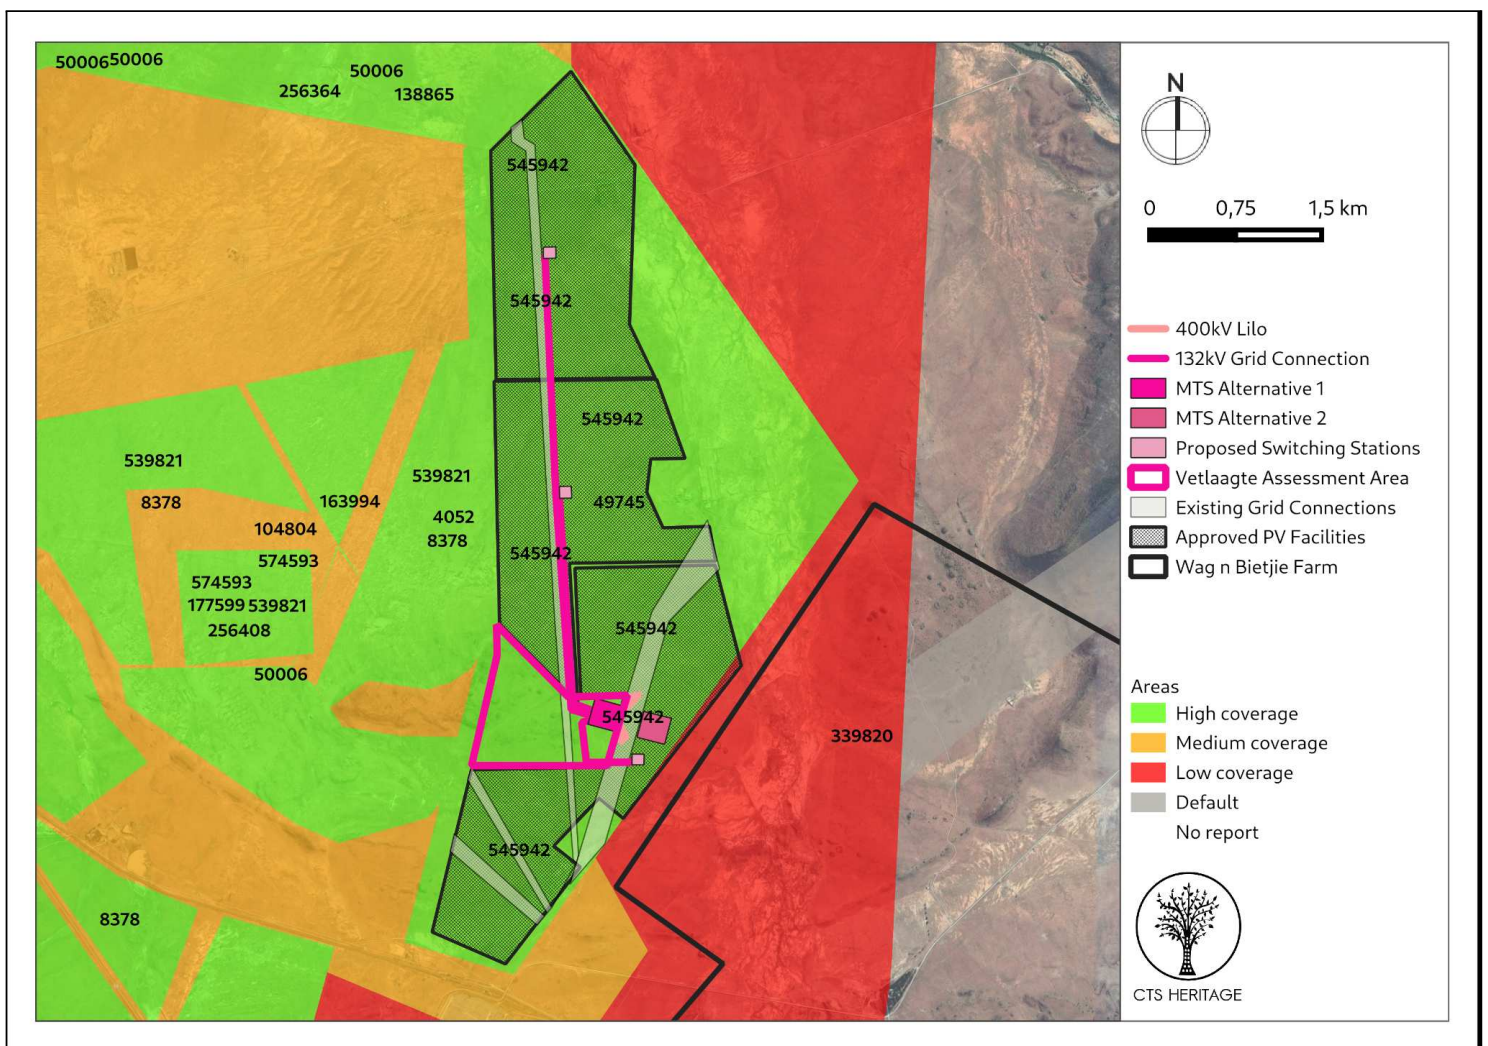 50006
50006
50006
256364
138865
545942
545942
545942
539821
539821
8378
163994
49745
4052
104804
8378
545942
574593
574593
177599
539821
545942
256408
50006
545942
339820
545942
8378
N
0
0,75
1,5 km
400kV Lilo
132kV Grid Connection
MTS Alternative 1
MTS Alternative 2
Proposed Switching Stations
Vetlaagte Assessment Area
Existing Grid Connections
Approved PV Facilities
Wag n Bietjie Farm
Areas
High coverage
Medium coverage
Low coverage
Default
No report
CTS HERITAGE